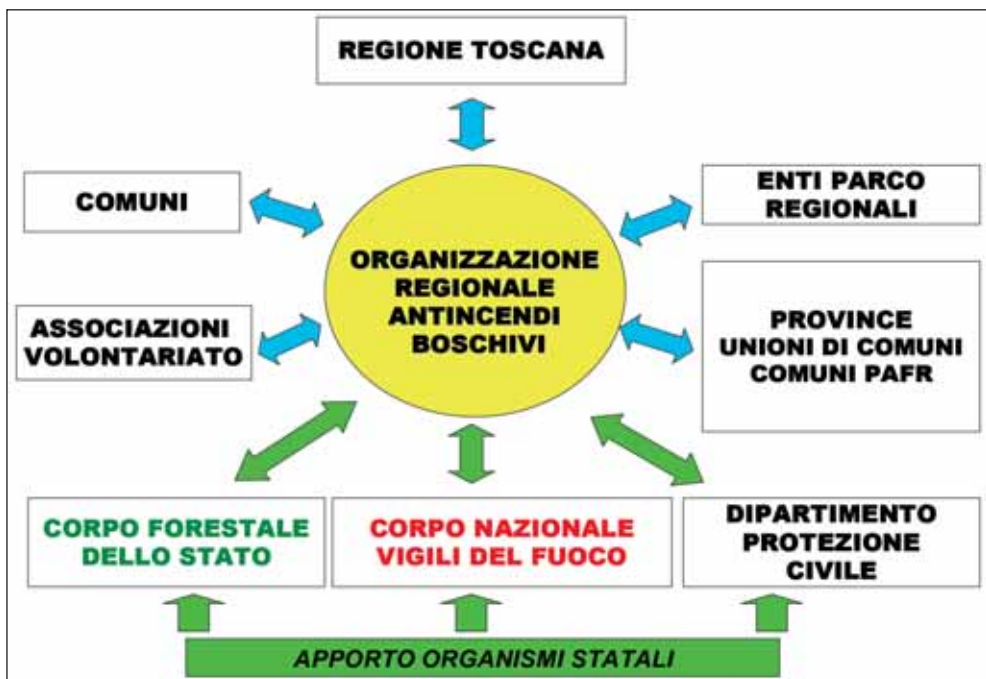 REGIONE TOSCANA
COMUNI
ENTI PARCO
REGIONALI
ORGANIZZAZIONE
REGIONALE
ANTINCENDI
BOSCHIVI
ASSOCIAZIONI
VOLONTARIATO
PROVINCE
UNIONI DI COMUNI
COMUNI PAFR
CORPO FORESTALE
DELLO STATO
CORPO NAZIONALE
VIGILI DEL FUOCO
DIPARTIMENTO
PROTEZIONE
CIVILE
APPORTO ORGANISMI STATALI